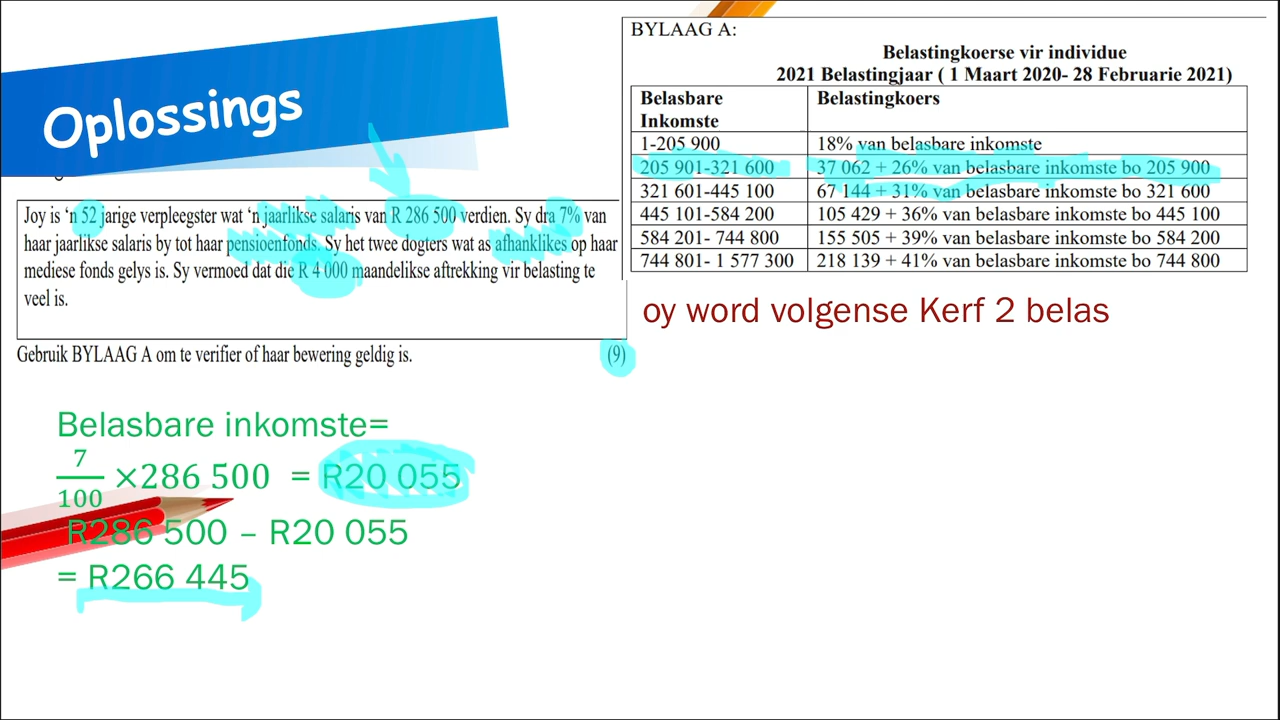 Oplossings
Joy is ‘n 52 jarige verpleegster wat ‘n jaarlikse salaris van R 286 500 verdien. Sy dra 7% van
haar jaarlikse salaris by tot haar pensioenfonds. Sy het twee dogters wat as afhanklikes op haar
mediese fonds gelys is. Sy vermoed dat die R 4 000 maandelikse aftrekking vir belasting te
veel is.
Gebruik BYLAAG A om te verifier of haar bewering geldig is. (9)
Belasbare inkomste=
7/100 ×286 500 = R20 055
R286 500 – R20 055
= R266 445
BYLAAG A:
Belastingkoerse vir individue
2021 Belastingjaar ( 1 Maart 2020- 28 Februarie 2021)
Belasbare Inkomste | Belastingkoers
1-205 900 | 18% van belasbare inkomste
205 901-321 600 | 37 062 + 26% van belasbare inkomste bo 205 900
321 601-445 100 | 67 144 + 31% van belasbare inkomste bo 321 600
445 101-584 200 | 105 429 + 36% van belasbare inkomste bo 445 100
584 201- 744 800 | 155 505 + 39% van belasbare inkomste bo 584 200
744 801- 1 577 300 | 218 139 + 41% van belasbare inkomste bo 744 800
oy word volgense Kerf 2 belas